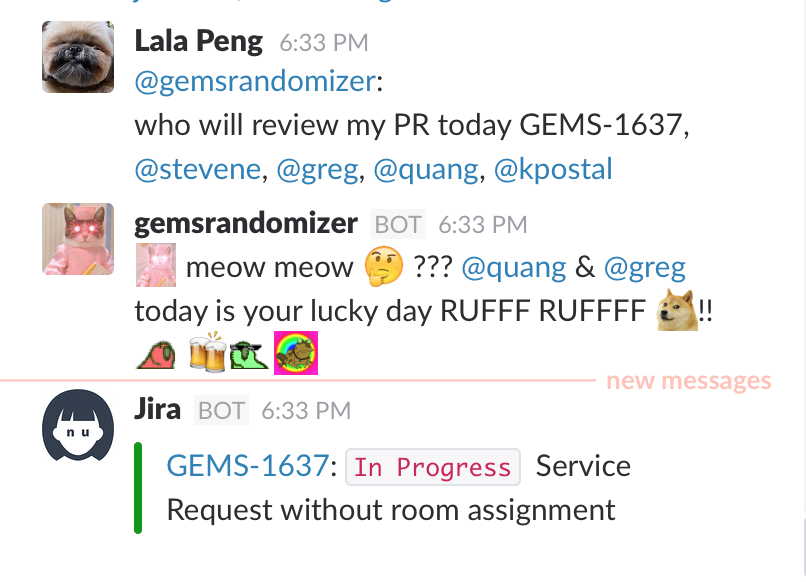 Lala Peng 6:33 PM
@gemsrandomizer:
who will review my PR today GEMS-1637,
@stevene, @greg, @quang, @kpostal
gemsrandomizer BOT 6:33 PM
meow meow 🤔 ??? @quang & @greg
today is your lucky day RUFFF RUFFFF !!
new messages
Jira BOT 6:33 PM
nu
GEMS-1637: In Progress Service
Request without room assignment